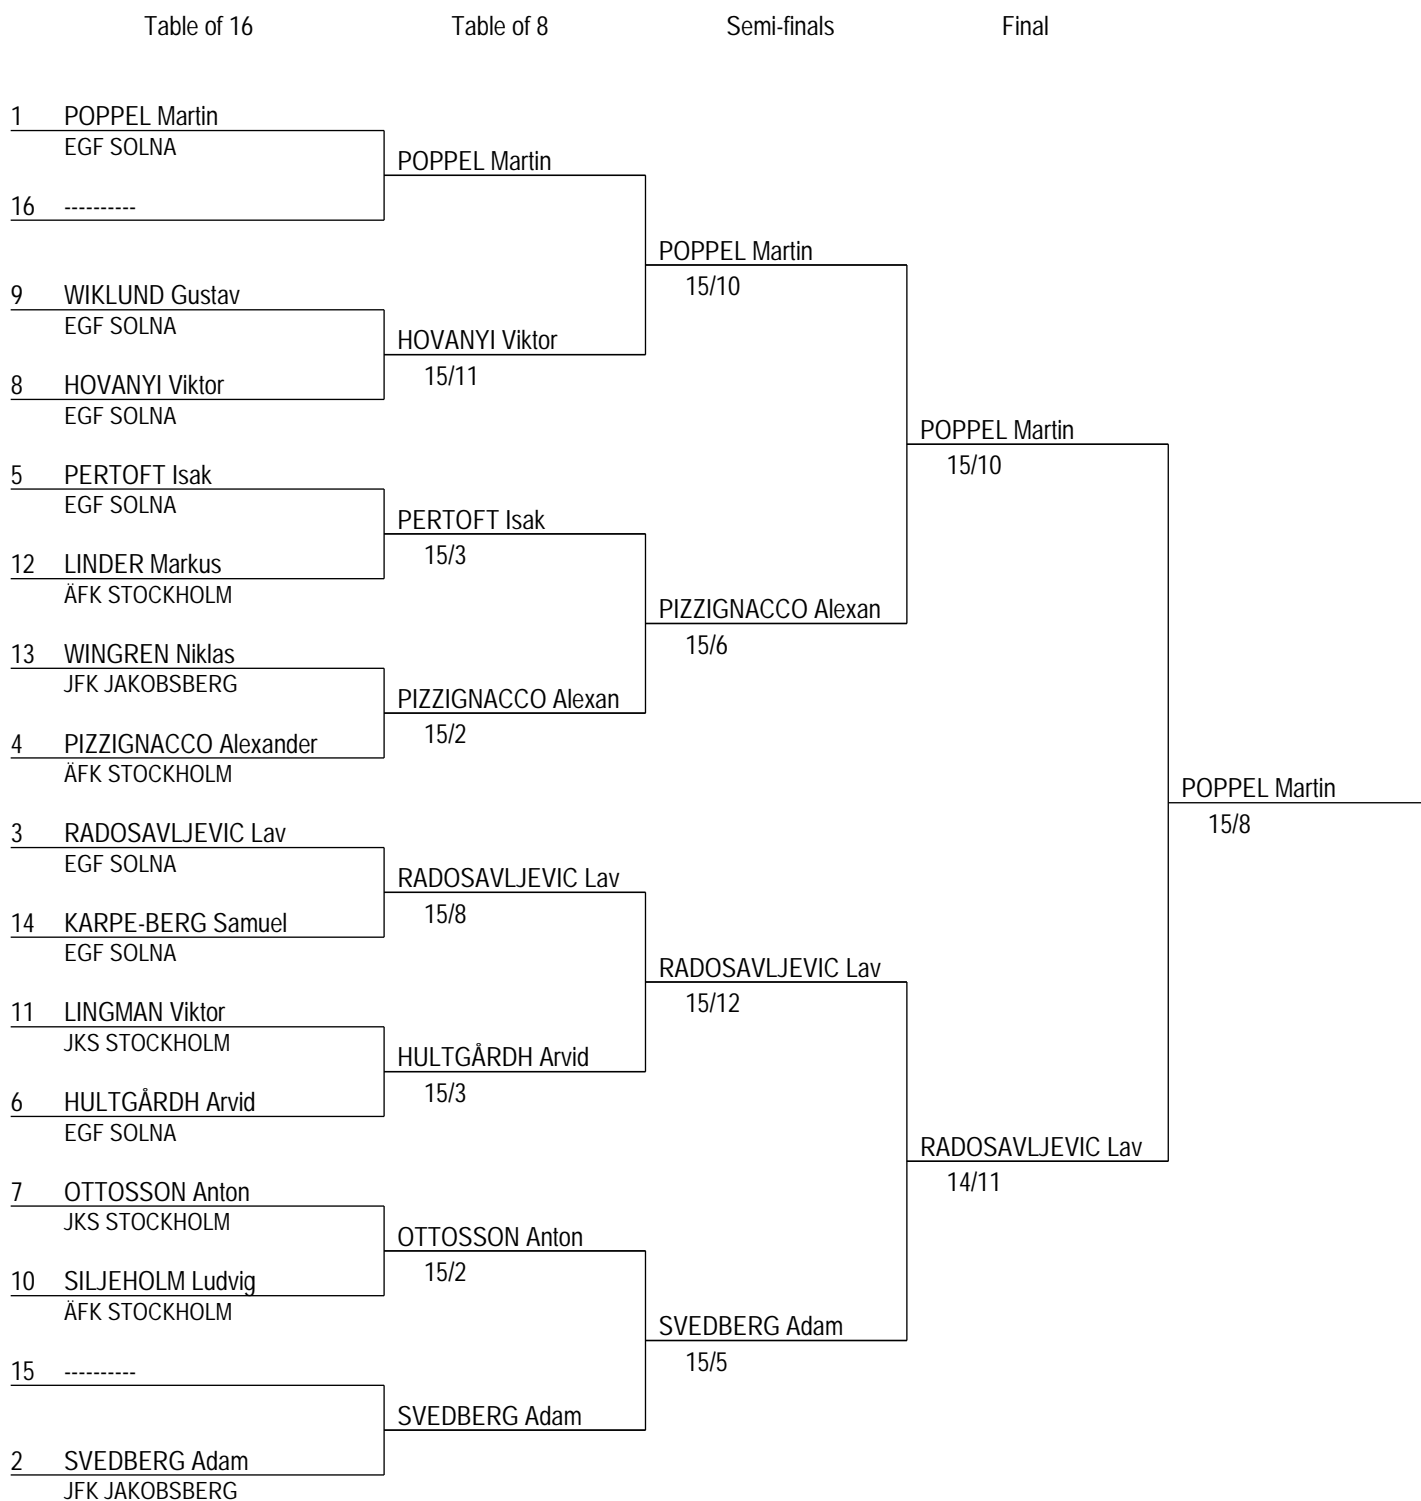 Table of 16 Table of 8 Semi-finals Final
1 POPPEL Martin
EGF SOLNA
POPPEL Martin
16 ----------
POPPEL Martin
15/10
9 WIKLUND Gustav
EGF SOLNA
HOVANYI Viktor
15/11
8 HOVANYI Viktor
EGF SOLNA
POPPEL Martin
15/10
5 PERTOFT Isak
EGF SOLNA
PERTOFT Isak
15/3
12 LINDER Markus
ÄFK STOCKHOLM
PIZZIGNACCO Alexan
15/6
13 WINGREN Niklas
JFK JAKOBSBERG
PIZZIGNACCO Alexan
15/2
4 PIZZIGNACCO Alexander
ÄFK STOCKHOLM
POPPEL Martin
15/8
3 RADOSAVLJEVIC Lav
EGF SOLNA
RADOSAVLJEVIC Lav
15/8
14 KARPE-BERG Samuel
EGF SOLNA
RADOSAVLJEVIC Lav
15/12
11 LINGMAN Viktor
JKS STOCKHOLM
HULTGÅRDH Arvid
15/3
6 HULTGÅRDH Arvid
EGF SOLNA
RADOSAVLJEVIC Lav
14/11
7 OTTOSSON Anton
JKS STOCKHOLM
OTTOSSON Anton
15/2
10 SILJEHOLM Ludvig
ÄFK STOCKHOLM
SVEDBERG Adam
15/5
15 ----------
SVEDBERG Adam
2 SVEDBERG Adam
JFK JAKOBSBERG